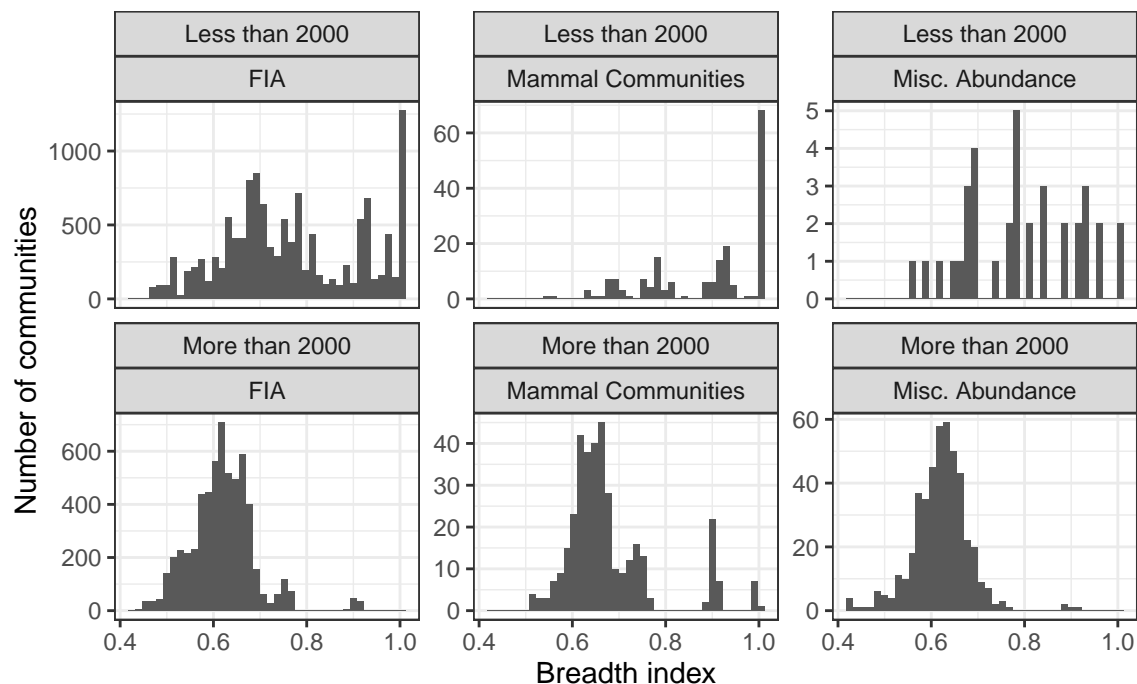 Less than 2000
FIA
Less than 2000
Mammal Communities
Less than 2000
Misc. Abundance
1000
500
0
60
40
20
0
5
4
3
2
1
0
More than 2000
FIA
More than 2000
Mammal Communities
More than 2000
Misc. Abundance
600
400
200
0
40
30
20
10
0
60
40
20
0
0.4 0.6 0.8 1.0
0.4 0.6 0.8 1.0
0.4 0.6 0.8 1.0
Number of communities
Breadth index